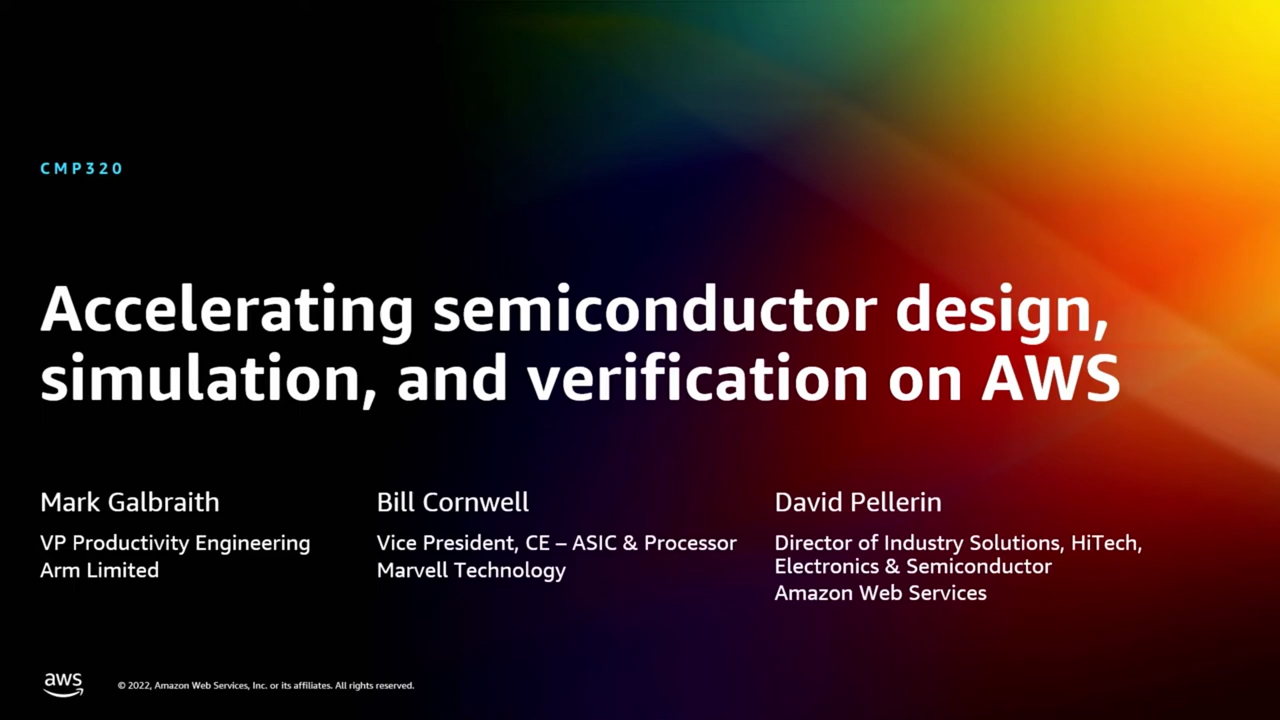 CMP320
Accelerating semiconductor design,
simulation, and verification on AWS
Mark Galbraith
VP Productivity Engineering
Arm Limited
Bill Cornwell
Vice President, CE – ASIC & Processor
Marvell Technology
David Pellerin
Director of Industry Solutions, HiTech,
Electronics & Semiconductor
Amazon Web Services
aws
© 2022, Amazon Web Services, Inc. or its affiliates. All rights reserved.